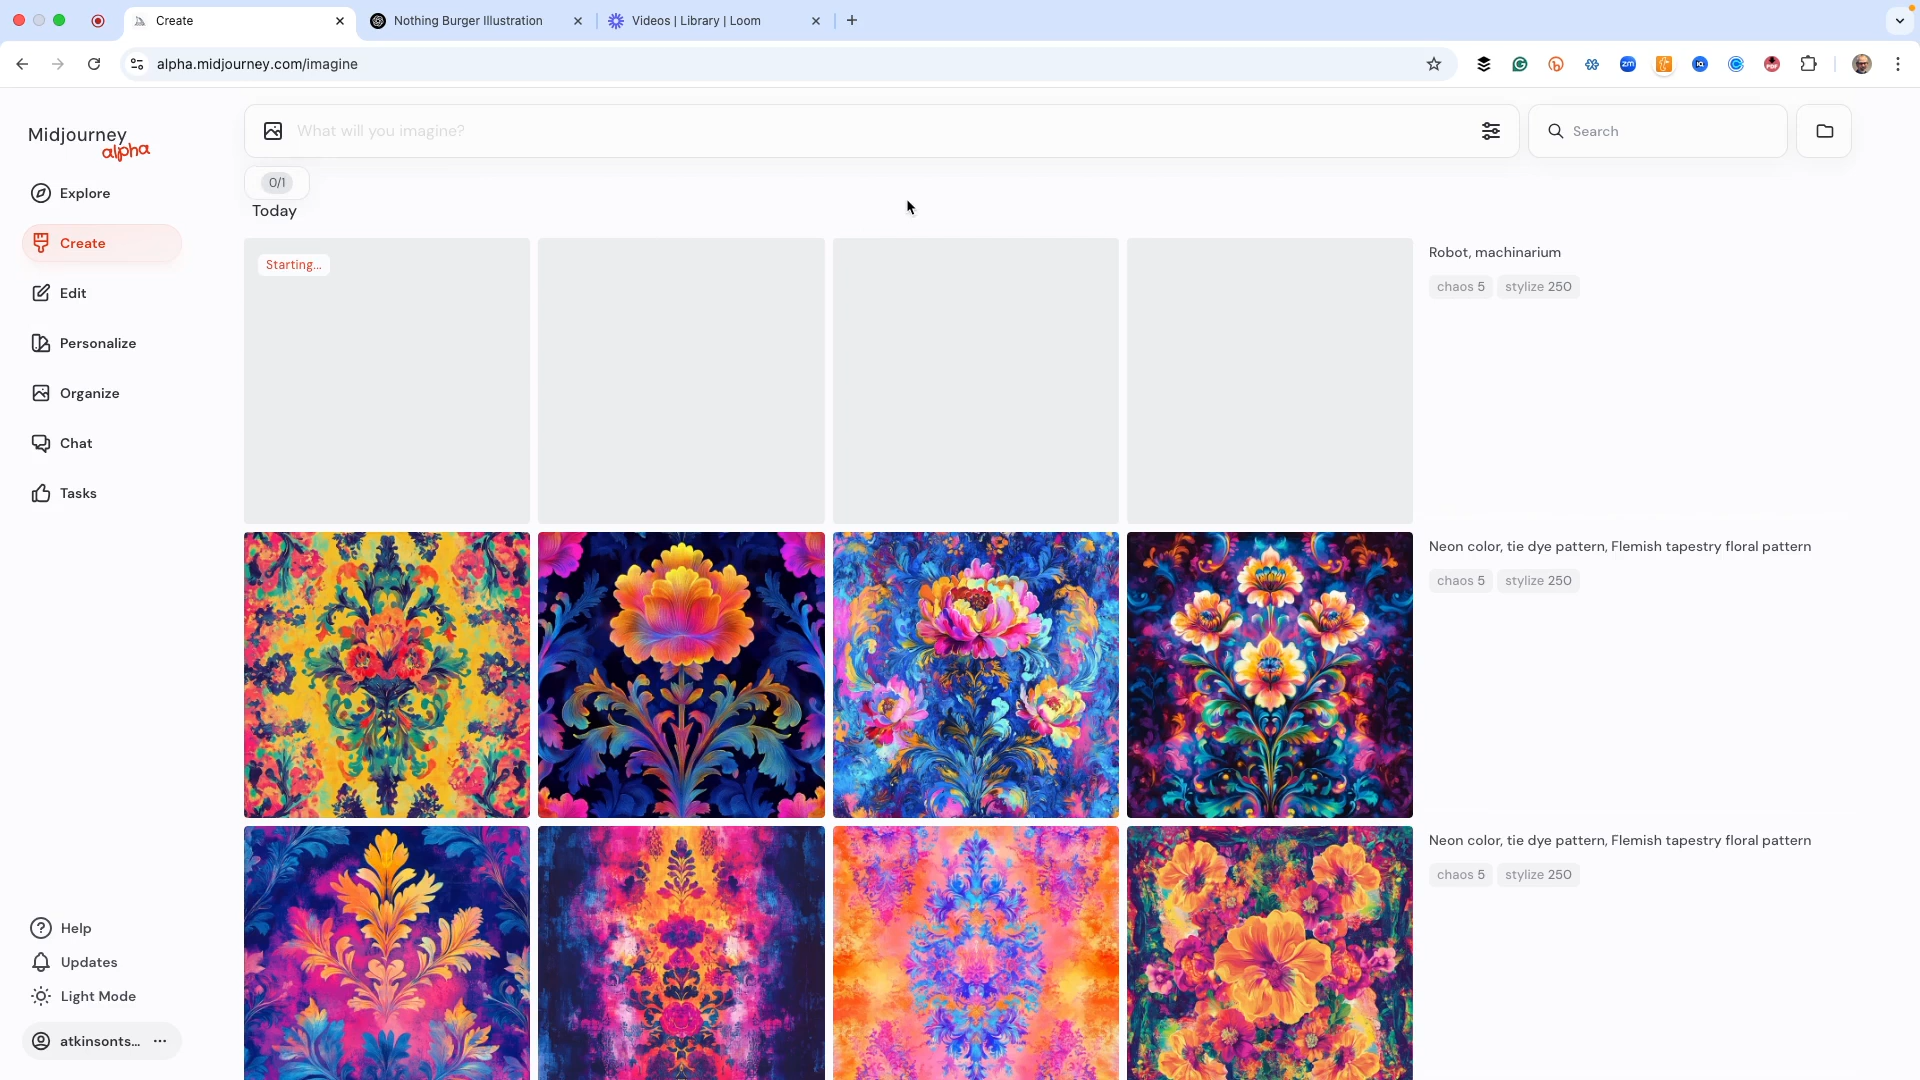 Create
Nothing Burger Illustration
Videos | Library | Loom
alpha.midjourney.com/imagine
zm
PDF
Midjourney
alpha
What will you imagine?
Search
0/1
Today
Explore
Create
Edit
Personalize
Organize
Chat
Tasks
Starting...
Robot, machinarium
chaos 5 stylize 250
Neon color, tie dye pattern, Flemish tapestry floral pattern
chaos 5 stylize 250
Neon color, tie dye pattern, Flemish tapestry floral pattern
chaos 5 stylize 250
Help
Updates
Light Mode
atkinsonts...